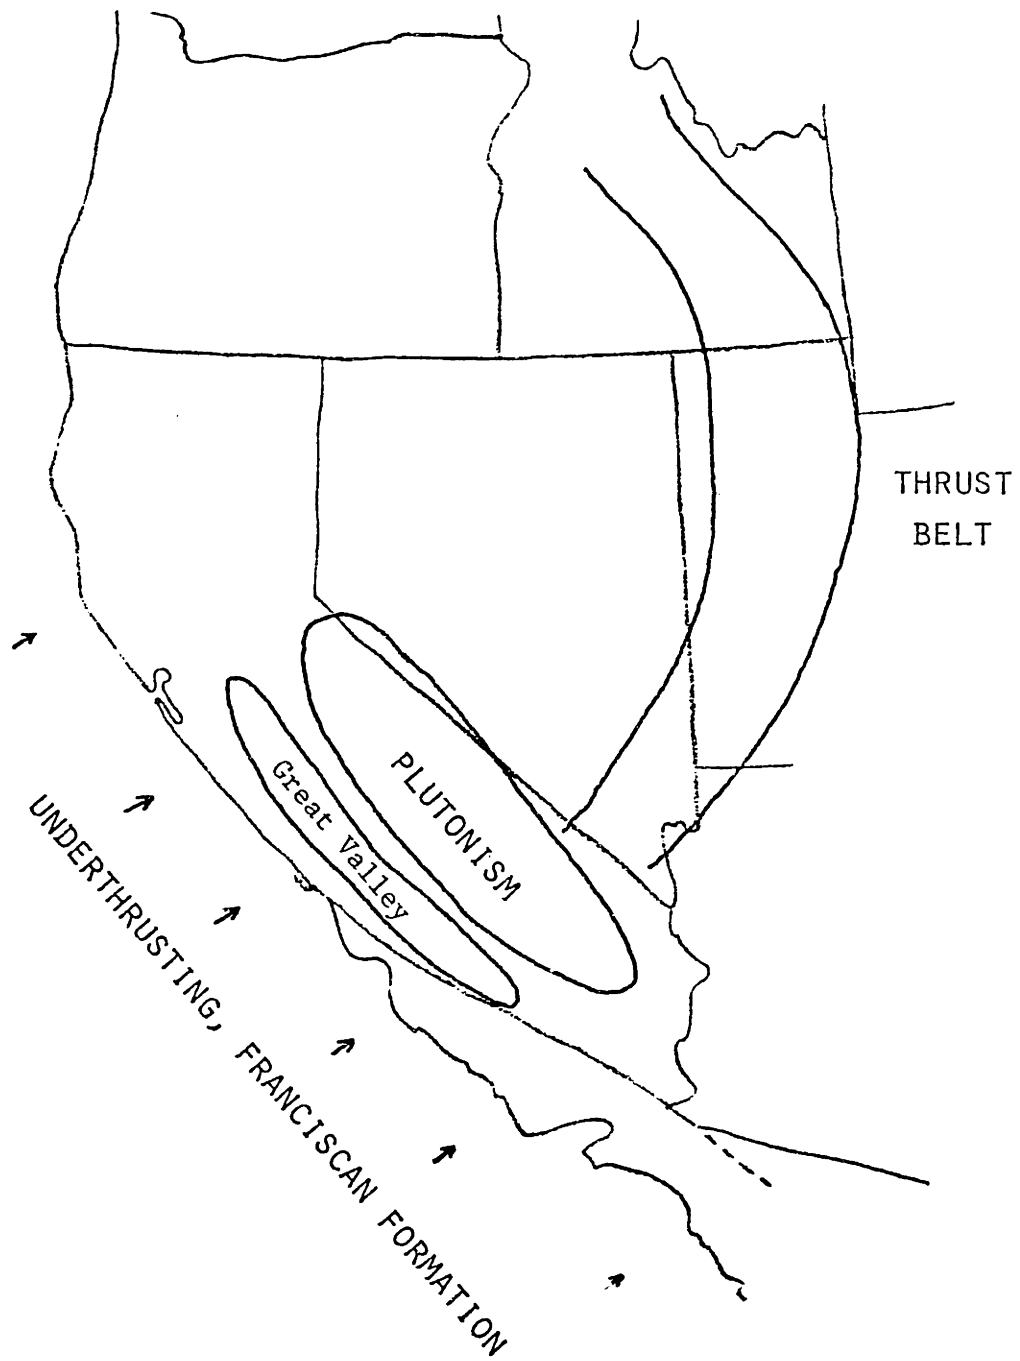 THRUST
BELT
PLUTONISM
Great Valley
UNDERTHRUSTING, FRANCISCAN FORMATION